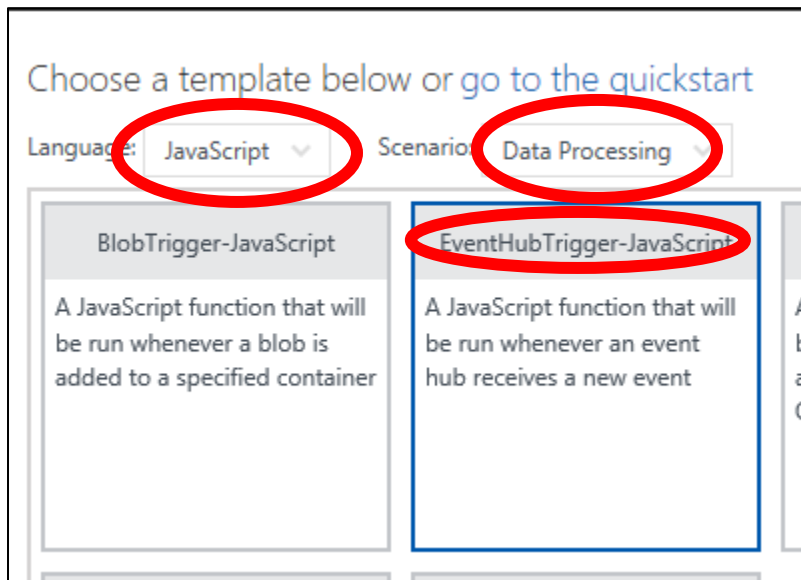 Choose a template below or go to the quickstart
Language: JavaScript Scenario: Data Processing
BlobTrigger-JavaScript
A JavaScript function that will
be run whenever a blob is
added to a specified container
EventHubTrigger-JavaScript
A JavaScript function that will
be run whenever an event
hub receives a new event